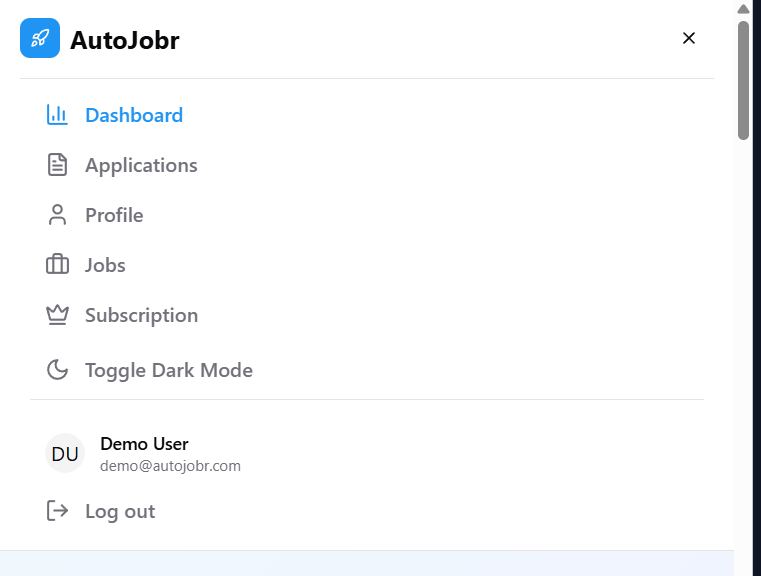 AutoJobr
Dashboard
Applications
Profile
Jobs
Subscription
Toggle Dark Mode
DU
Demo User
demo@autojobr.com
Log out